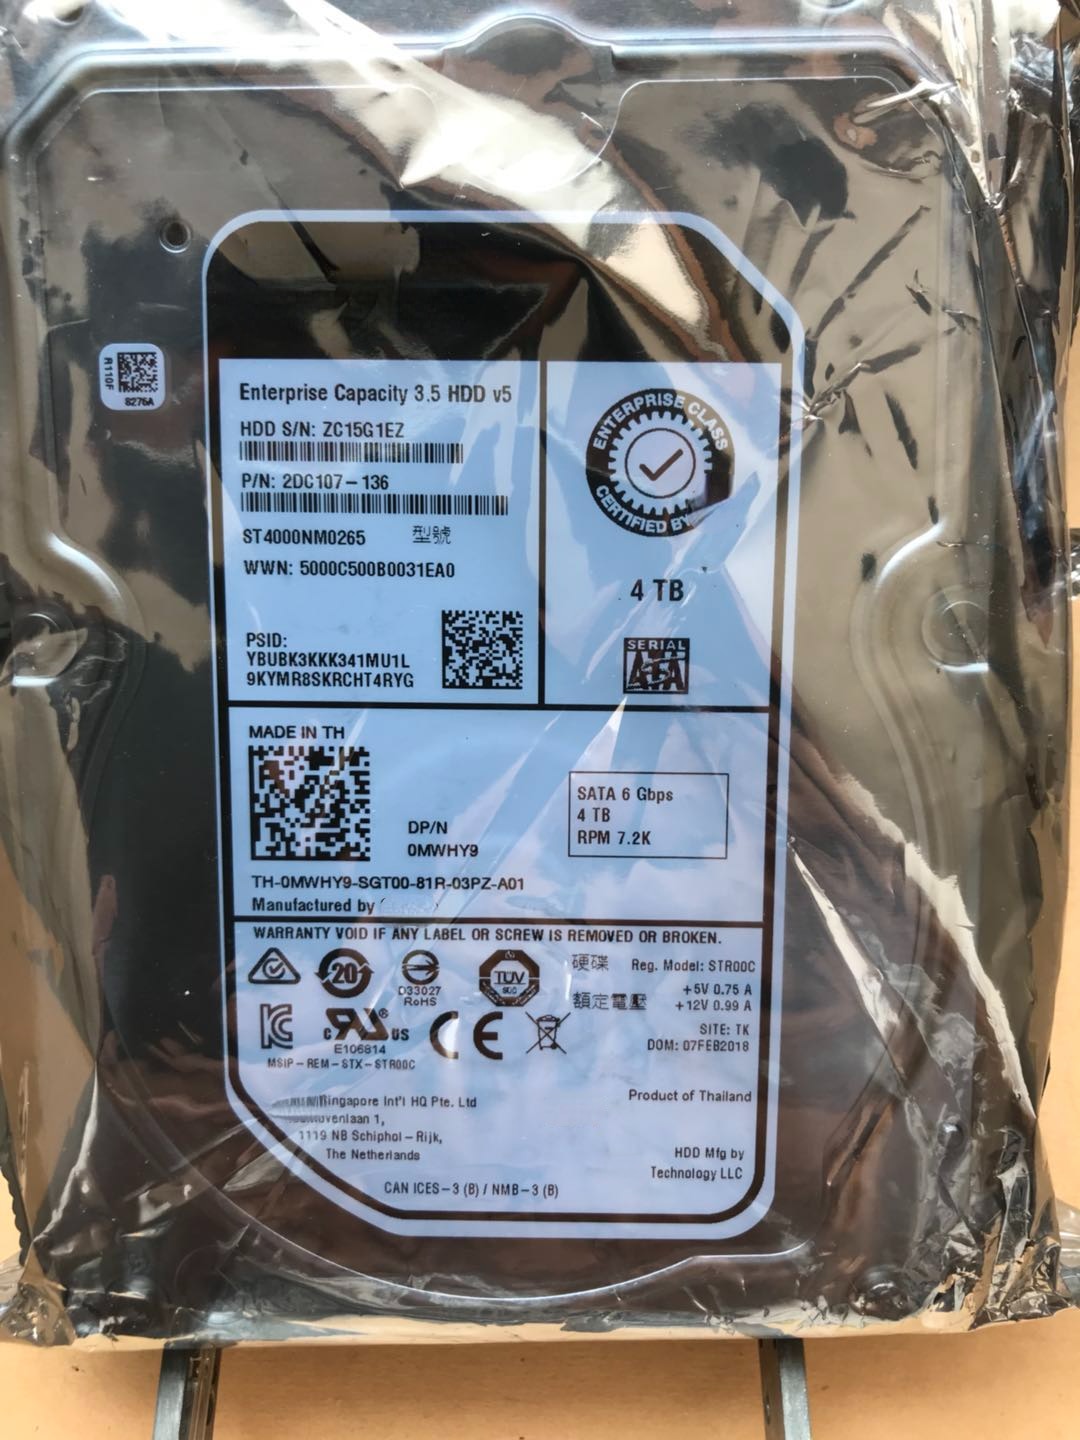 R110F
8276A
Enterprise Capacity 3.5 HDD v5
HDD S/N: ZC15G1EZ
P/N: 2DC107-136
ST4000NM0265 型號
WWN: 5000C500B0031EA0
PSID:
YBUBK3KKK341MU1L
9KYMR8SKRCHT4RYG
ENTERPRISE CLASS
CERTIFIED BY
4 TB
SERIAL
ATA
MADE IN TH
DP/N
0MWHY9
SATA 6 Gbps
4 TB
RPM 7.2K
TH-0MWHY9-SGT00-81R-03PZ-A01
Manufactured by
WARRANTY VOID IF ANY LABEL OR SCREW IS REMOVED OR BROKEN.
20
D33027
RoHS
TÜV
硬碟 Reg. Model: STR00C
額定電壓 +5V 0.75 A
+12V 0.99 A
c RU ® US
E106814
CE
MSIP-REM-STX-STR00C
SITE: TK
DOM: 07FEB2018
Int'l HQ Pte. Ltd
1,
1119 NB Schiphol-Rijk,
The Netherlands
Product of Thailand
HDD Mfg by
Technology LLC
CAN ICES-3 (B) / NMB-3 (B)